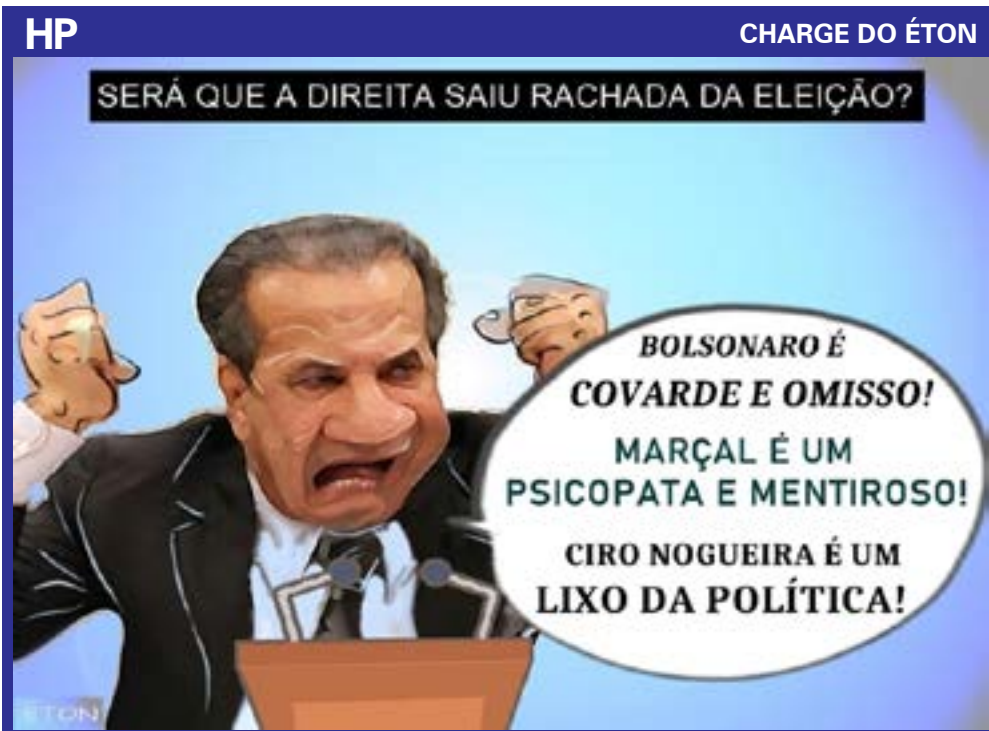 HP
CHARGE DO ÉTON
SERÁ QUE A DIREITA SAIU RACHADA DA ELEIÇÃO?
BOLSONARO É
COVARDE E OMISSO!
MARÇAL É UM
PSICOPATA E MENTIROSO!
CIRO NOGUEIRA É UM
LIXO DA POLÍTICA!
ETON